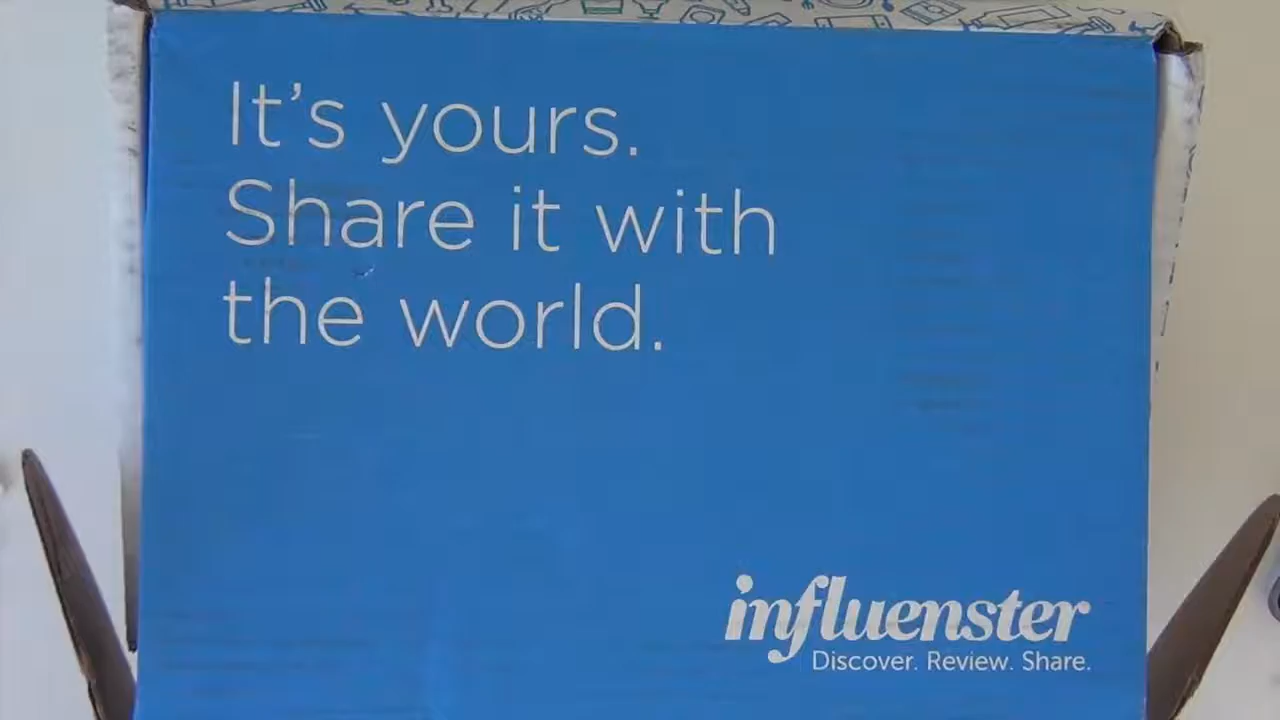 It's yours.
Share it with
the world.
influenster
Discover. Review. Share.